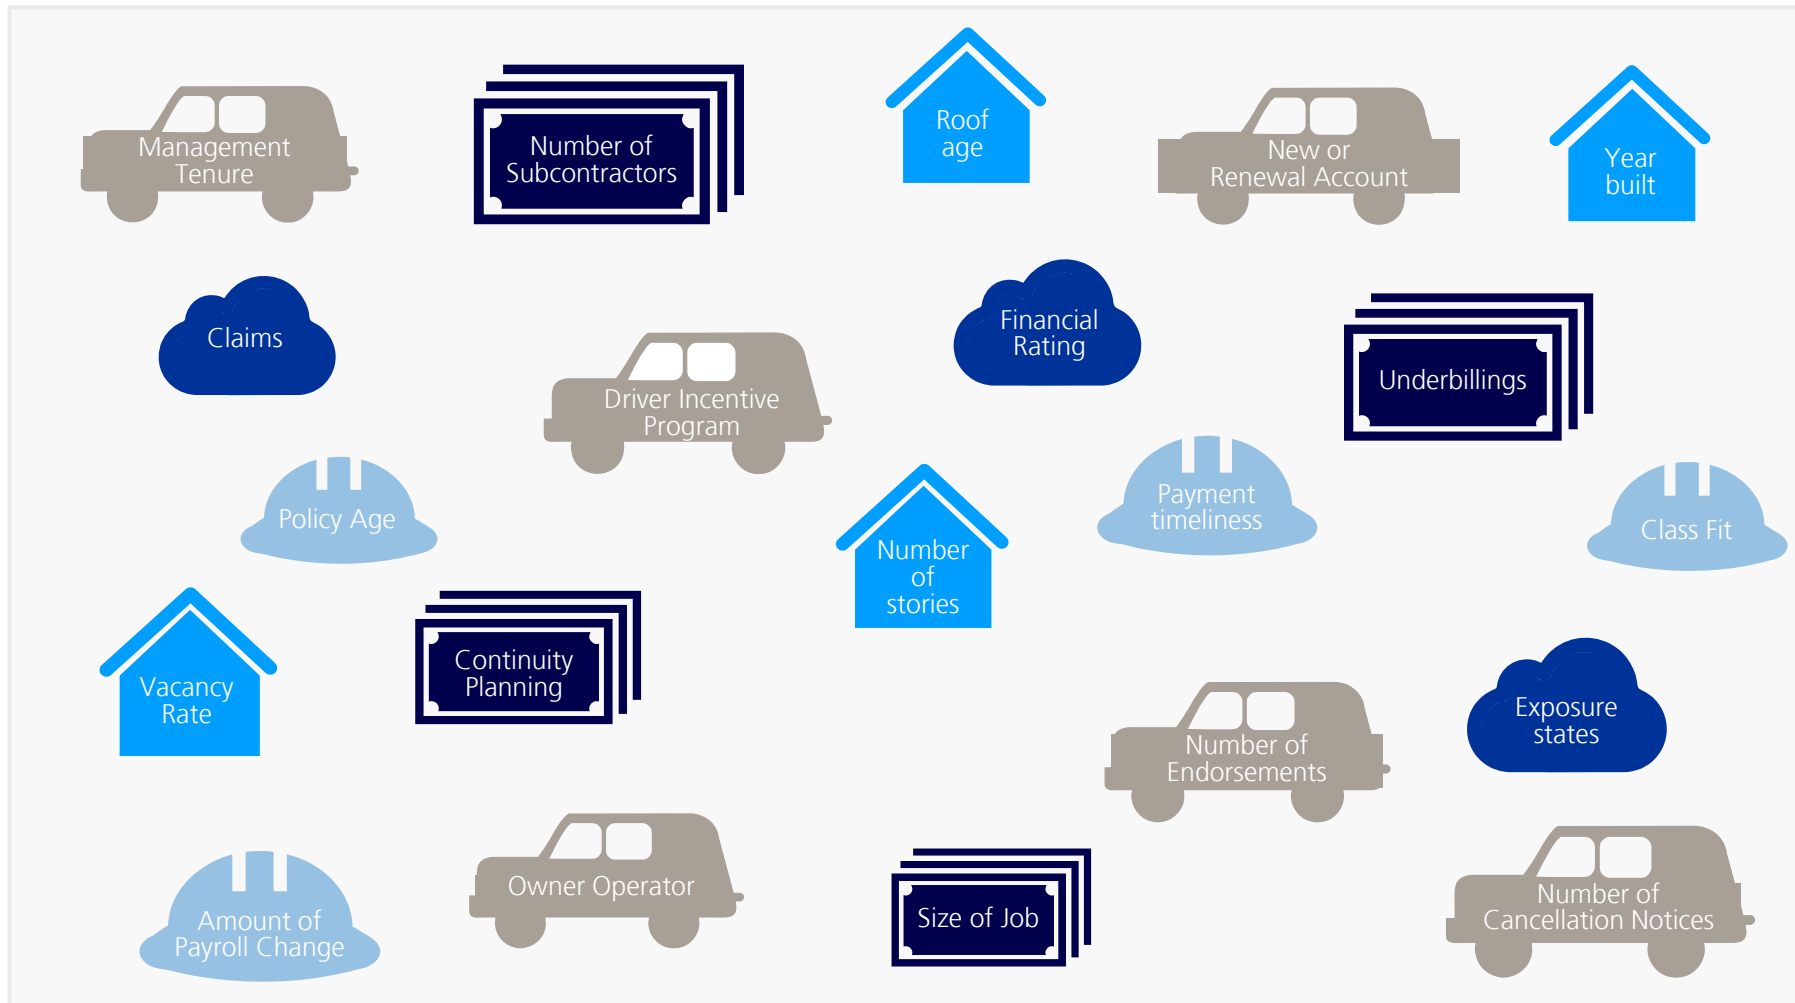 Management
Tenure
Number of
Subcontractors
Roof
age
New or
Renewal Account
Year
built
Claims
Financial
Rating
Underbillings
Driver Incentive
Program
Policy Age
Payment
timeliness
Class Fit
Number
of
stories
Vacancy
Rate
Continuity
Planning
Exposure
states
Number of
Endorsements
Owner Operator
Amount of
Payroll Change
Size of Job
Number of
Cancellation Notices